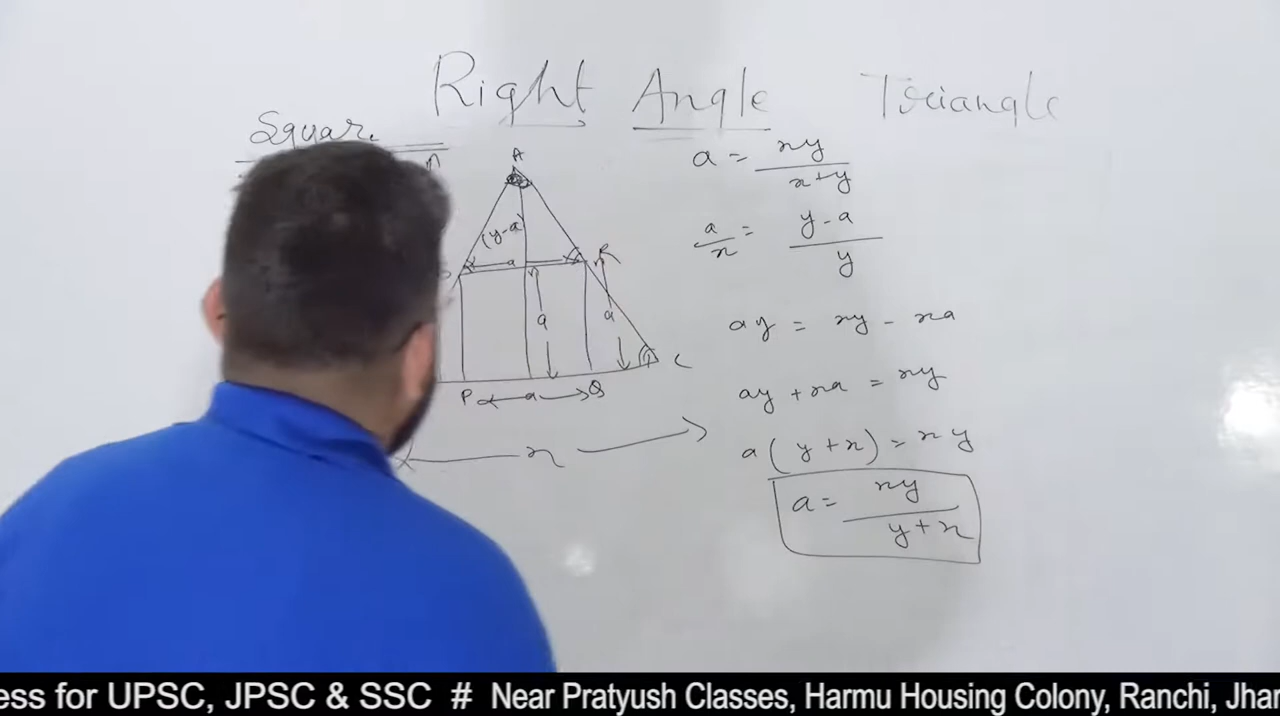 Right Angle Triangle
Square
A
(y-a)
a
R
a
a
C
P a Q
x
a = xy / x+y
a/x = y-a / y
ay = xy - xa
ay + xa = xy
a(y+x) = xy
a = xy / y+x
ess for UPSC, JPSC & SSC # Near Pratyush Classes, Harmu Housing Colony, Ranchi, Jhar